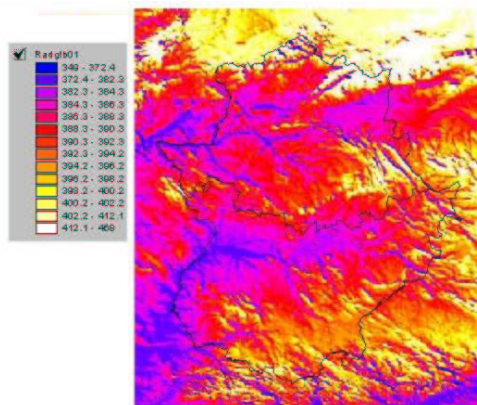 Radglb01
349 - 372.4
372.4 - 382.3
382.3 - 384.3
384.3 - 386.3
386.3 - 388.3
388.3 - 390.3
390.3 - 392.3
392.3 - 394.2
394.2 - 396.2
396.2 - 398.2
398.2 - 400.2
400.2 - 402.2
402.2 - 412.1
412.1 - 468